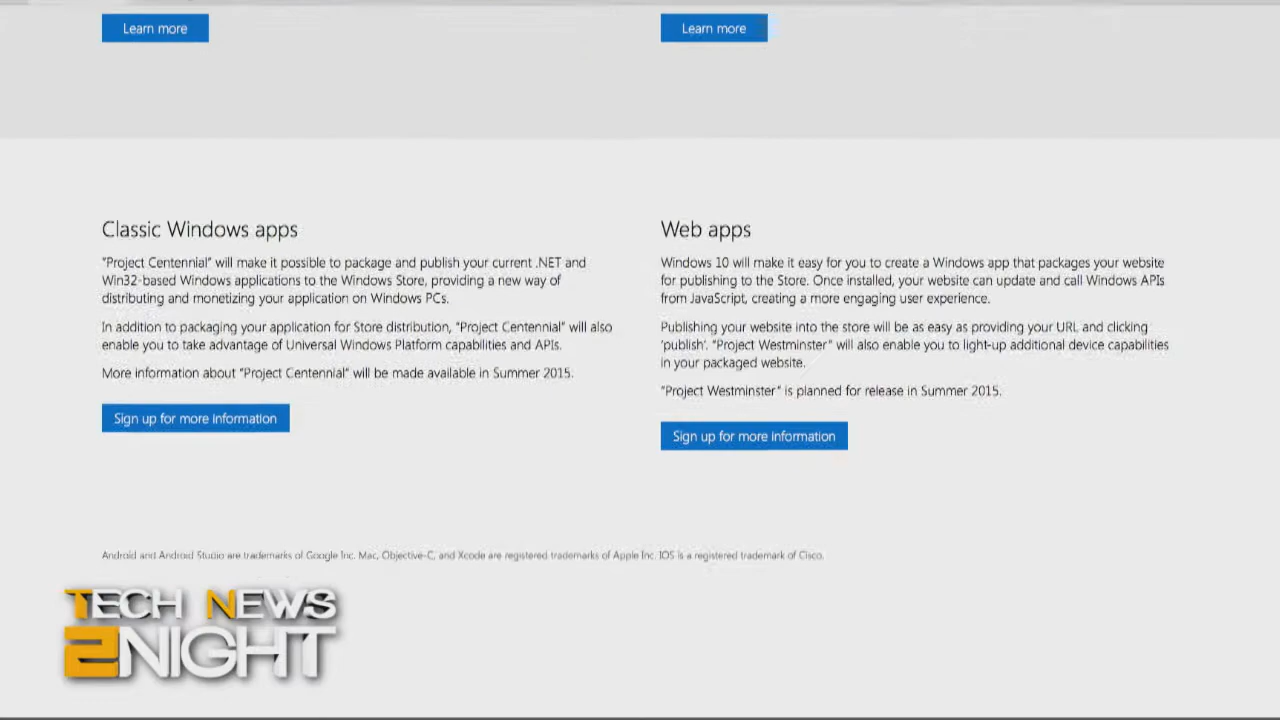 Learn more
Learn more
Classic Windows apps
"Project Centennial" will make it possible to package and publish your current .NET and
Win32-based Windows applications to the Windows Store, providing a new way of
distributing and monetizing your application on Windows PCs.
In addition to packaging your application for Store distribution, "Project Centennial" will also
enable you to take advantage of Universal Windows Platform capabilities and APIs.
More information about "Project Centennial" will be made available in Summer 2015.
Sign up for more information
Web apps
Windows 10 will make it easy for you to create a Windows app that packages your website
for publishing to the Store. Once installed, your website can update and call Windows APIs
from JavaScript, creating a more engaging user experience.
Publishing your website into the store will be as easy as providing your URL and clicking
'publish'. "Project Westminster" will also enable you to light-up additional device capabilities
in your packaged website.
"Project Westminster" is planned for release in Summer 2015.
Sign up for more information
Android and Android Studio are trademarks of Google Inc. Mac, Objective-C, and Xcode are registered trademarks of Apple Inc. IOS is a registered trademark of Cisco.
TECH NEWS
2NIGHT